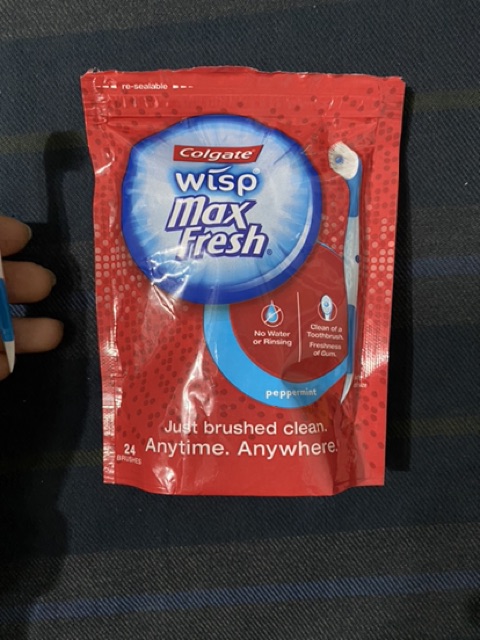 re-sealable
Colgate®
wisp®
max
fresh®
No Water
or Rinsing
Clean of a
Toothbrush.
Freshness
of Gum.
peppermint
Just brushed clean.
Anytime. Anywhere.
24
BRUSHES